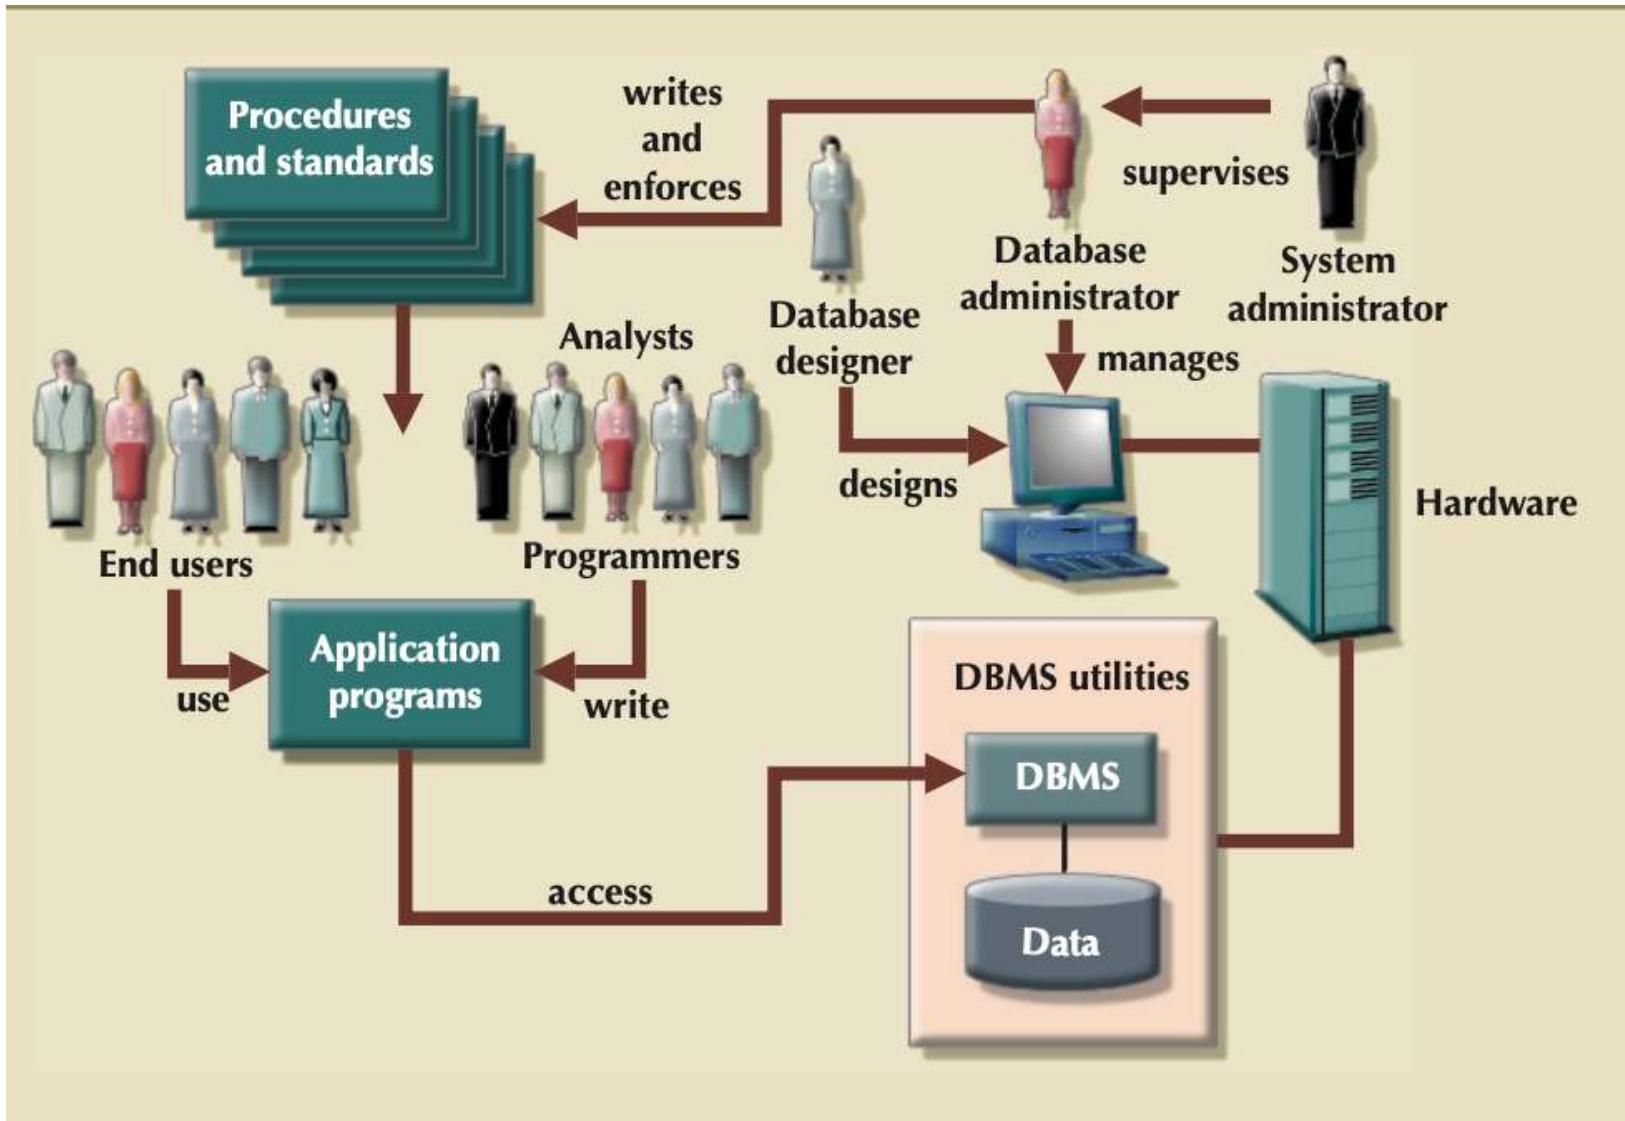 Procedures
and standards
writes
and
enforces
supervises
Database
administrator
System
administrator
Database
designer
Analysts
manages
designs
Hardware
End users
Programmers
Application
programs
use
write
DBMS utilities
DBMS
access
Data